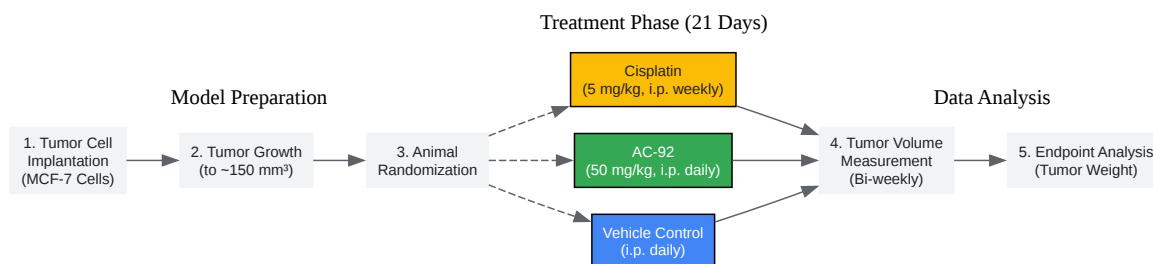 Treatment Phase (21 Days)
Model Preparation
Data Analysis
1. Tumor Cell
Implantation
(MCF-7 Cells)
2. Tumor Growth
(to ~150 mm³)
3. Animal
Randomization
Cisplatin
(5 mg/kg, i.p. weekly)
AC-92
(50 mg/kg, i.p. daily)
Vehicle Control
(i.p. daily)
4. Tumor Volume
Measurement
(Bi-weekly)
5. Endpoint Analysis
(Tumor Weight)